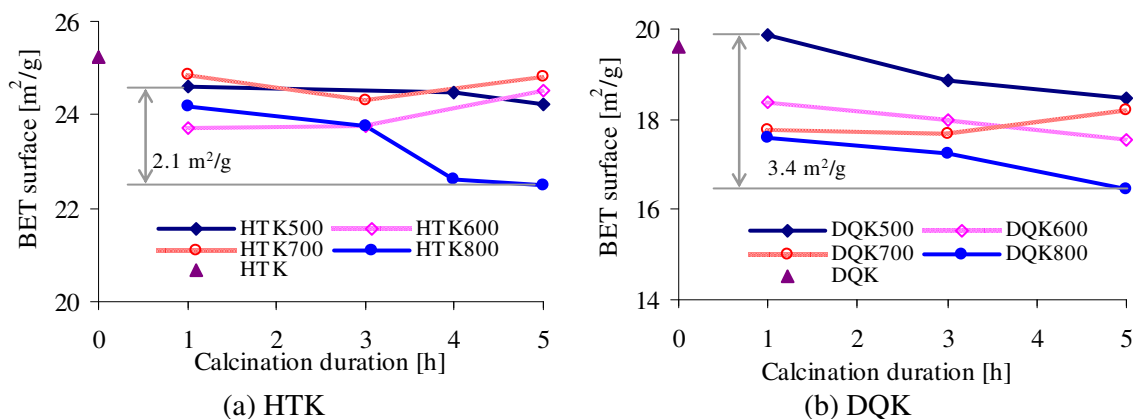 26
24
22
20
BET surface [m²/g]
2.1 m²/g
HTK500
HTK600
HTK700
HTK800
HTK
0 1 2 3 4 5
Calcination duration [h]
(a) HTK
20
18
16
14
BET surface [m²/g]
3.4 m²/g
DQK500
DQK600
DQK700
DQK800
DQK
0 1 2 3 4 5
Calcination duration [h]
(b) DQK